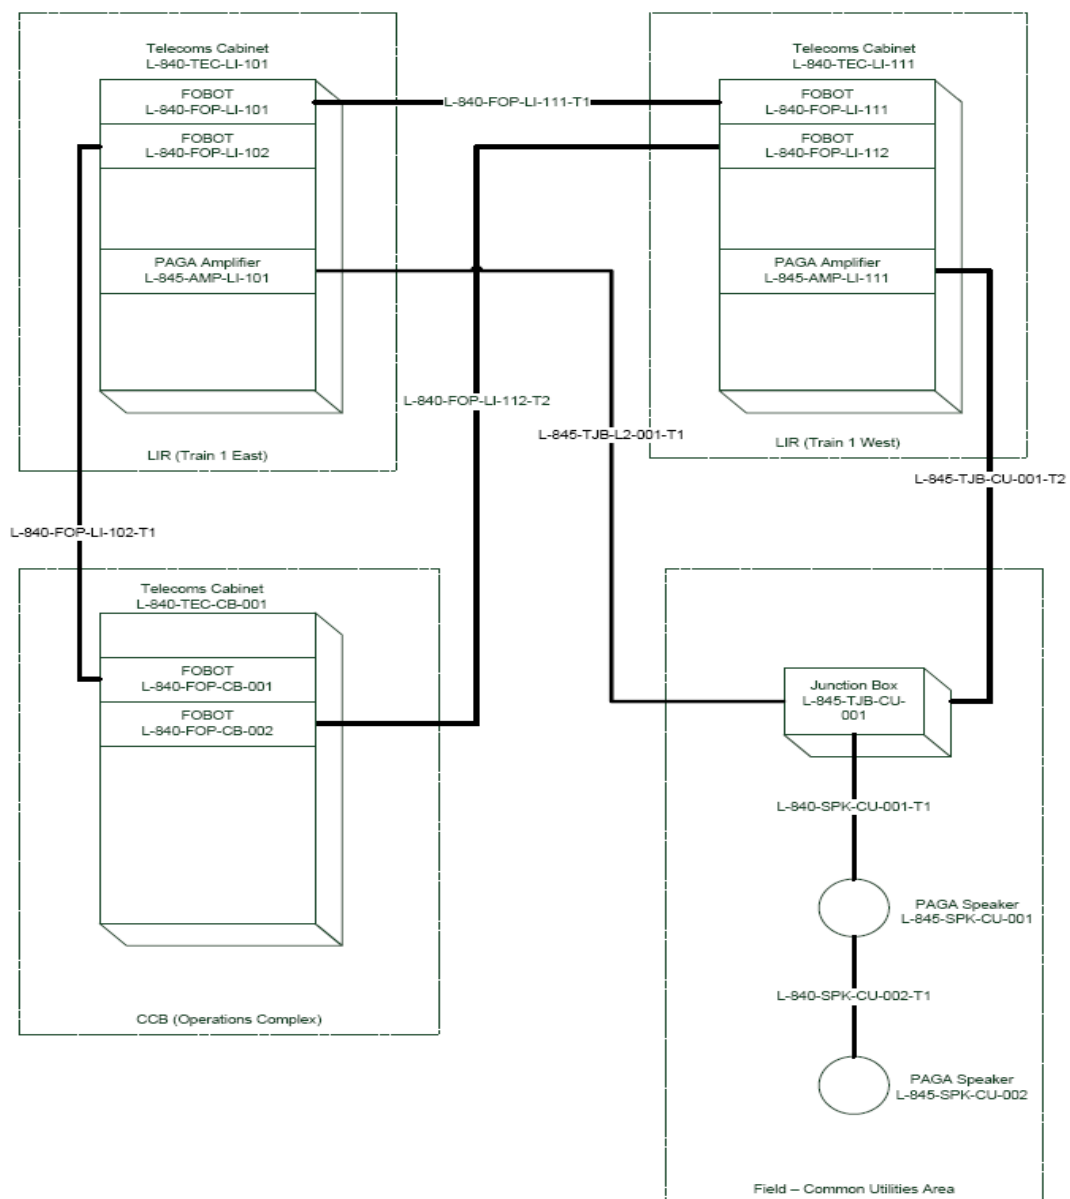 Telecoms Cabinet
L-840-TEC-LI-101
FOBOT
L-840-FOP-LI-101
FOBOT
L-840-FOP-LI-102
PAGA Amplifier
L-845-AMP-LI-101
LIR (Train 1 East)
L-840-FOP-LI-111-T1
Telecoms Cabinet
L-840-TEC-LI-111
FOBOT
L-840-FOP-LI-111
FOBOT
L-840-FOP-LI-112
PAGA Amplifier
L-845-AMP-LI-111
LIR (Train 1 West)
L-840-FOP-LI-112-T2
L-845-TJB-L2-001-T1
L-845-TJB-CU-001-T2
L-840-FOP-LI-102-T1
Telecoms Cabinet
L-840-TEC-CB-001
FOBOT
L-840-FOP-CB-001
FOBOT
L-840-FOP-CB-002
CCB (Operations Complex)
Junction Box
L-845-TJB-CU-
001
L-840-SPK-CU-001-T1
PAGA Speaker
L-845-SPK-CU-001
L-840-SPK-CU-002-T1
PAGA Speaker
L-845-SPK-CU-002
Field – Common Utilities Area